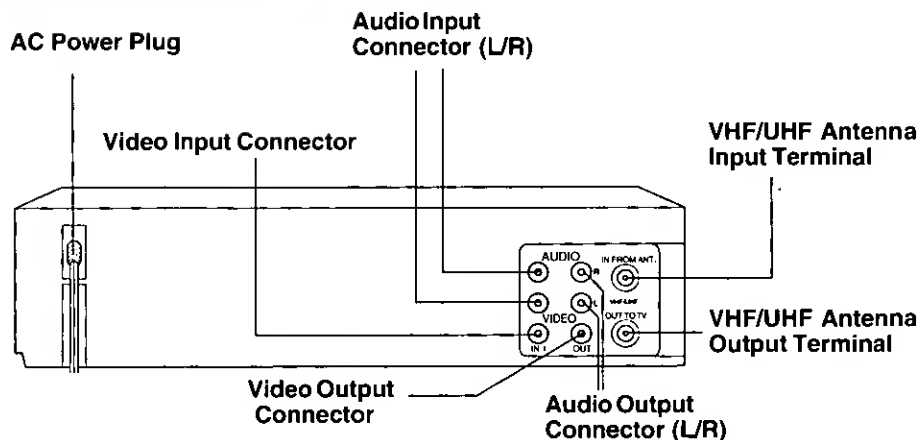 AC Power Plug
Audio Input
Connector (L/R)
Video Input Connector
VHF/UHF Antenna
Input Terminal
AUDIO
R
IN FROM ANT.
L
VHF/UHF
VIDEO
OUT TO TV
IN 1
OUT
VHF/UHF Antenna
Output Terminal
Video Output
Connector
Audio Output
Connector (L/R)